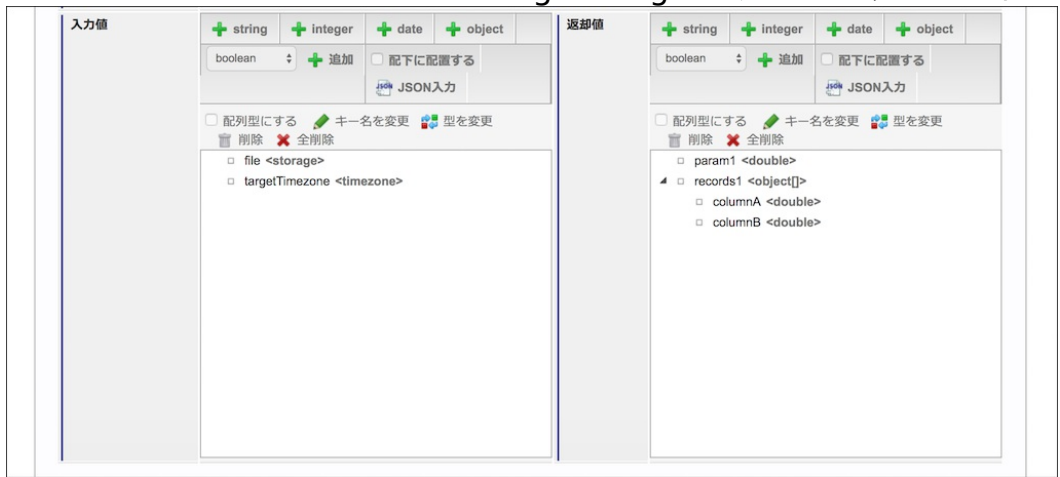 入力値
string integer date object
boolean 追加 配下に配置する
JSON入力
配列型にする キー名を変更 型を変更
削除 全削除
file <storage>
targetTimezone <timezone>
返却値
string integer date object
boolean 追加 配下に配置する
JSON入力
配列型にする キー名を変更 型を変更
削除 全削除
param1 <double>
records1 <object[]>
columnA <double>
columnB <double>